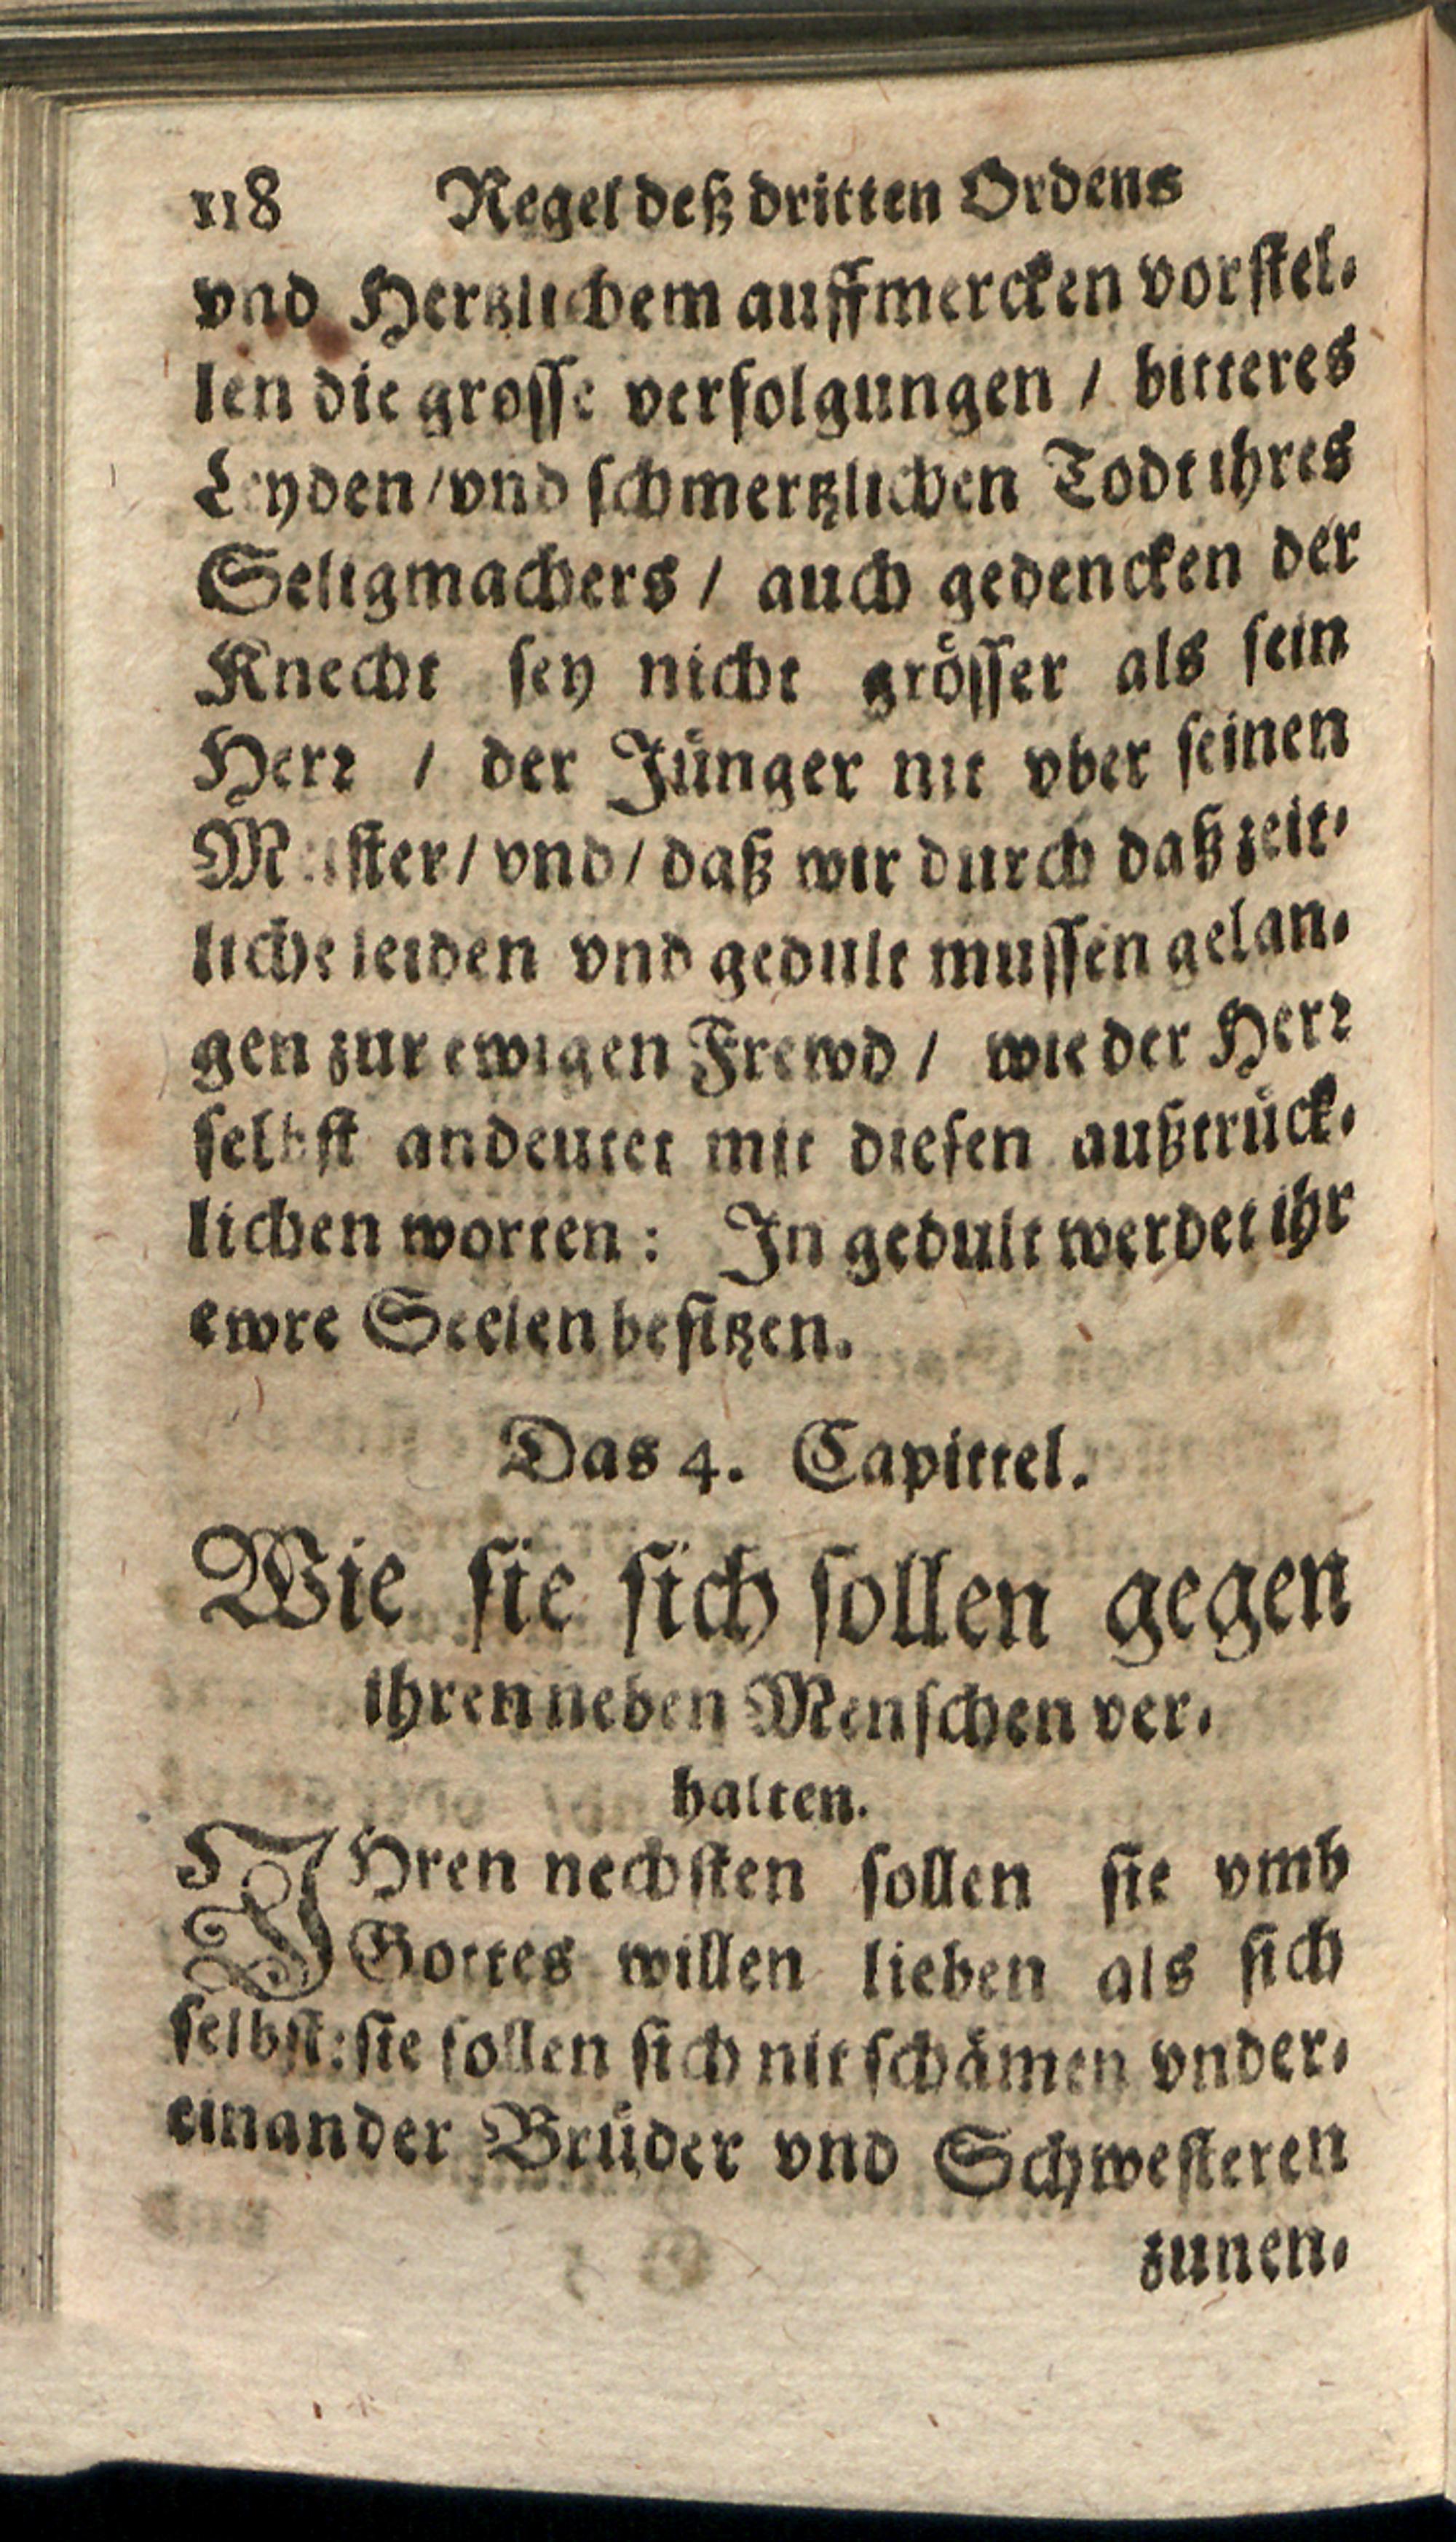 118 Regel deß dritten Ordens
vnd Hertzlichem auffmercken vorstel-
len die grosse verfolgungen / bitteres
Leyden / vnd schmertzlichen Todt ihres
Seligmachers / auch gedencken der
Knecht sey nicht grösser als sein
Herr / der Jünger nit vber seinen
Meister / vnd / daß wir durch daß zeit-
liche leiden vnd gedult mussen gelan-
gen zur ewigen Frewd / wie der Herr
selbst andeutet mit diesen außtrück-
lichen worten: In gedult werdet ihr
ewre Seelen besitzen.
Das 4. Capittel.
Wie sie sich sollen gegen
ihren neben Menschen ver-
halten.
IHren nechsten sollen sie vmb
Gottes willen lieben als sich
selbst: sie sollen sich nit schämen vnder-
einander Brüder vnd Schwesteren
zunen-